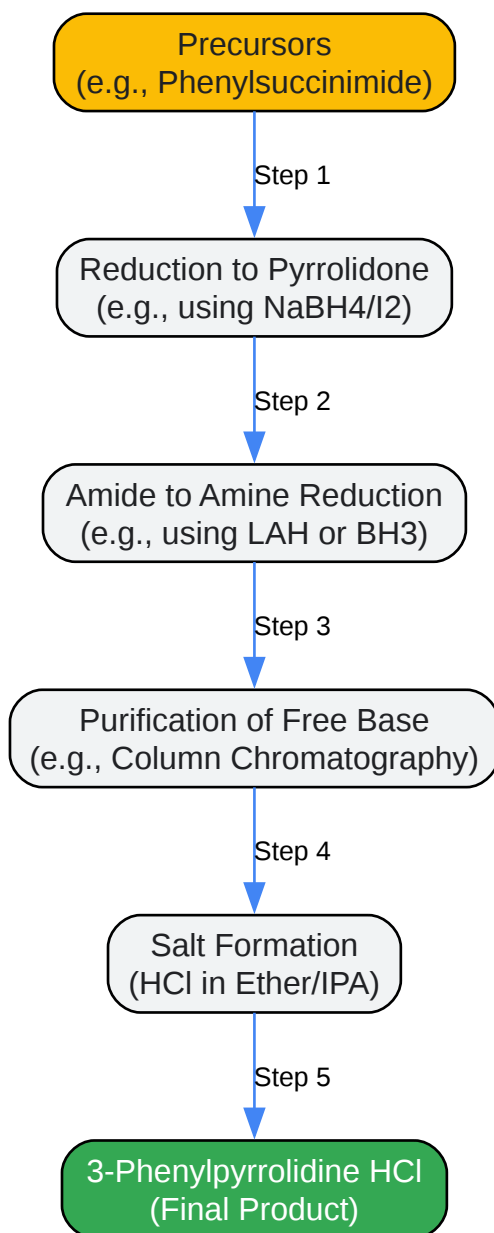 Precursors
(e.g., Phenylsuccinimide)
Step 1
Reduction to Pyrrolidone
(e.g., using NaBH4/I2)
Step 2
Amide to Amine Reduction
(e.g., using LAH or BH3)
Step 3
Purification of Free Base
(e.g., Column Chromatography)
Step 4
Salt Formation
(HCl in Ether/IPA)
Step 5
3-Phenylpyrrolidine HCl
(Final Product)